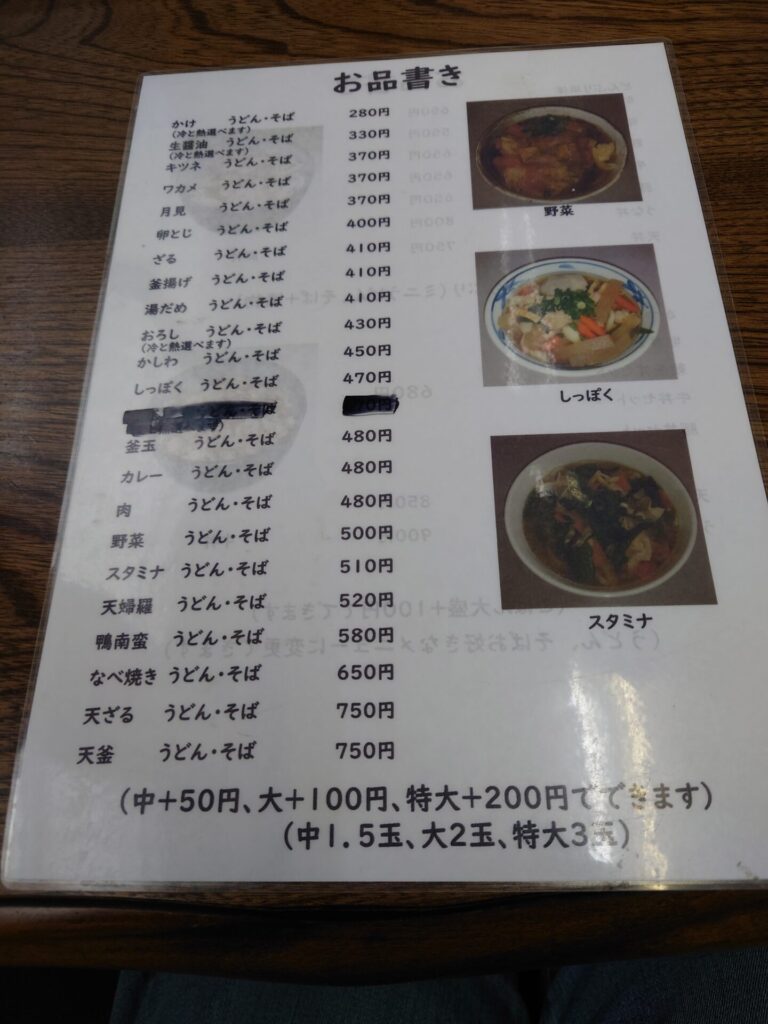 お品書き
かけ うどん・そば 280円
(冷と熱選べます)
生醤油 うどん・そば 330円
(冷と熱選べます)
キツネ うどん・そば 370円
ワカメ うどん・そば 370円
月見 うどん・そば 370円
卵とじ うどん・そば 400円
ざる うどん・そば 410円
釜揚げ うどん・そば 410円
湯だめ うどん・そば 410円
おろし うどん・そば 430円
(冷と熱選べます)
かしわ うどん・そば 450円
しっぽく うどん・そば 470円
釜玉 うどん・そば 480円
カレー うどん・そば 480円
肉 うどん・そば 480円
野菜 うどん・そば 500円
スタミナ うどん・そば 510円
天婦羅 うどん・そば 520円
鴨南蛮 うどん・そば 580円
なべ焼き うどん・そば 650円
天ざる うどん・そば 750円
天釜 うどん・そば 750円
(中+50円、大+100円、特大+200円でできます)
(中1.5玉、大2玉、特大3玉)
野菜
しっぽく
スタミナ